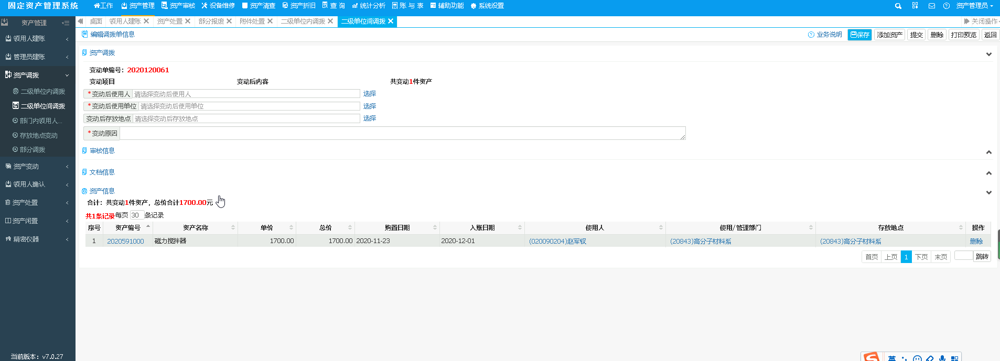 固定资产管理系统 工作 资产管理 资产审核 设备维修 资产清查 资产折旧 查 询 统计分析 账 与 表 辅助功能 系统设置 资产管理员
资产管理 桌面 领用人建账 资产处置 部分报废 附件处置 二级单位内调拨 二级单位间调拨 关闭操作
领用人建账
管理员建账
资产调拨
二级单位内调拨
二级单位间调拨
部门内领用人...
存放地点变动
部分调拨
资产变动
领用人确认
资产处置
资产闲置
精密仪器
当前版本：v7.0.27
编辑调拨单信息 业务说明 保存 添加资产 提交 删除 打印预览 返回
资产调拨
变动单编号：2020120061
变动项目 变动后内容 共变动1件资产
*变动后使用人 请选择变动后使用人 选择
*变动后使用单位 请选择变动后使用单位 选择
变动后存放地点 请选择变动后存放地点 选择
*变动原因
审核信息
文档信息
资产信息
合计：共变动1件资产，总价合计1700.00元
共1条记录每页 30 条记录
序号 资产编号 资产名称 单价 总价 购置日期 入账日期 使用人 使用/管理部门 存放地点 操作
1 2020591000 磁力搅拌器 1700.00 1700.00 2020-11-23 2020-12-01 (020090204)赵军钗 (20843)高分子材料系 (20843)高分子材料系 删除
首页 上页 1 下页 末页 跳转
英